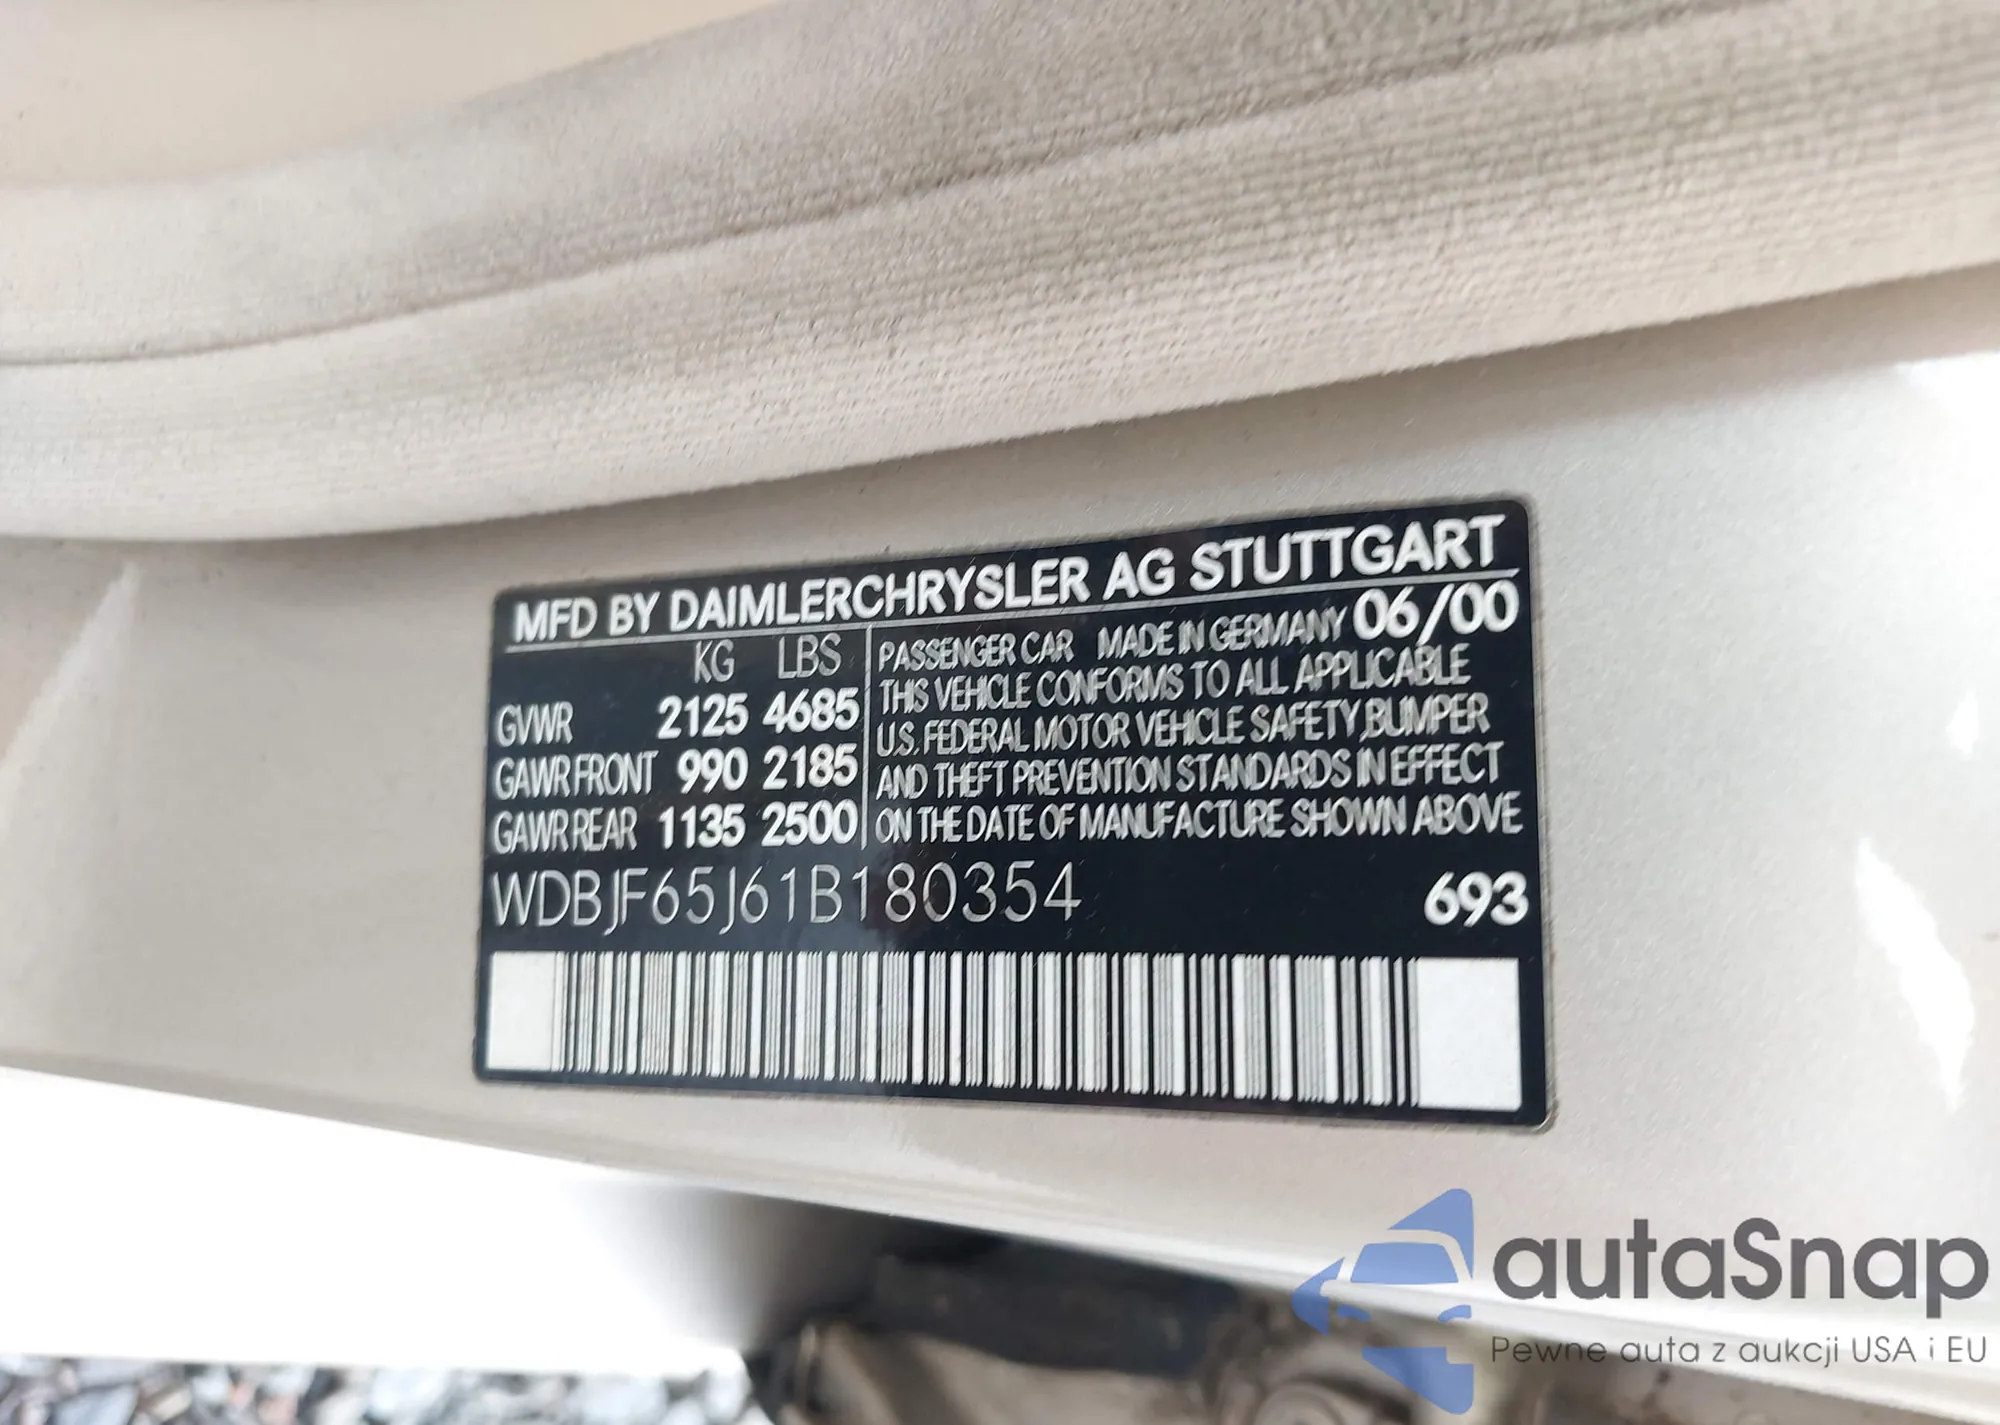 MFD BY DAIMLERCHRYSLER AG STUTTGART
KG LBS
GVWR 2125 4685
GAWR FRONT 990 2185
GAWR REAR 1135 2500
PASSENGER CAR MADE IN GERMANY 06/00
THIS VEHICLE CONFORMS TO ALL APPLICABLE
U.S. FEDERAL MOTOR VEHICLE SAFETY, BUMPER
AND THEFT PREVENTION STANDARDS IN EFFECT
ON THE DATE OF MANUFACTURE SHOWN ABOVE
WDBJF65J61B180354 693
autaSnap
Pewne auta z aukcji USA i EU